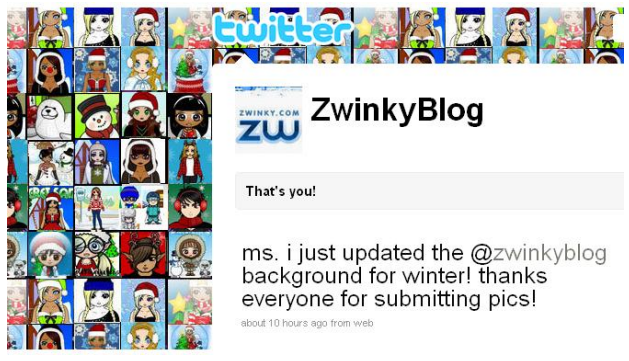 twitter
ZWINKY.COM
ZW
ZwinkyBlog
That's you!
ms. i just updated the @zwinkyblog
background for winter! thanks
everyone for submitting pics!
about 10 hours ago from web